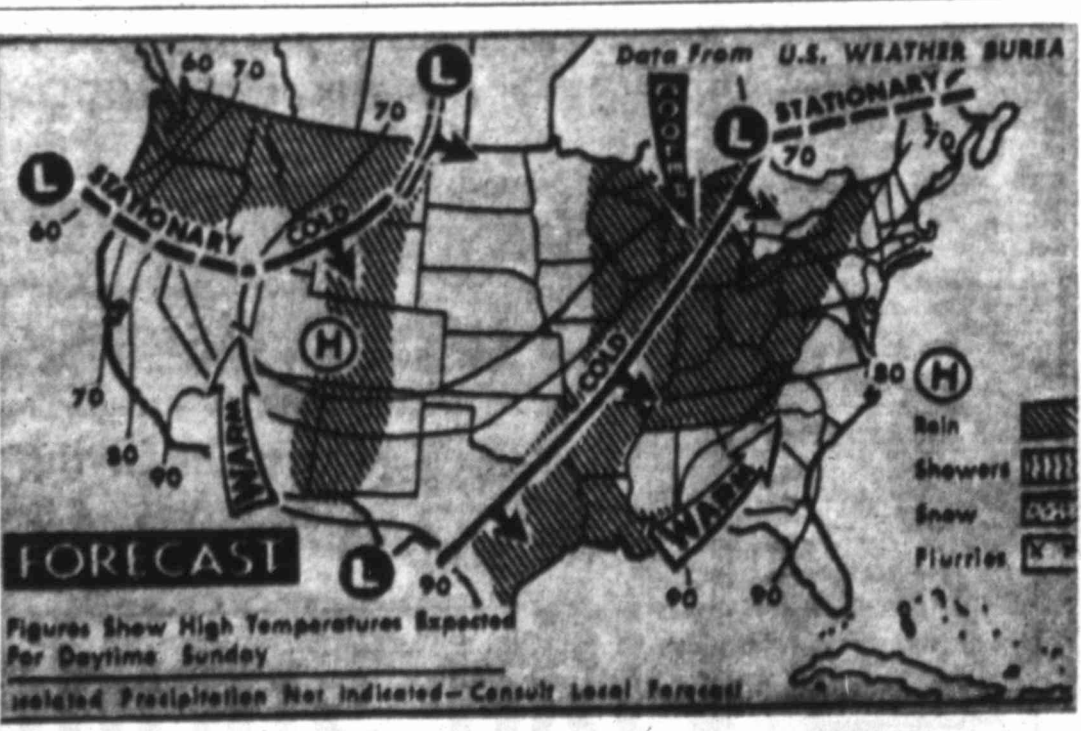 Data From U.S. WEATHER BUREA
60 70
70
L
COOLER
L
STATIONARY
70
70
L
60
STATIONARY
COLD
H
COLD
70
80
90
WARM
80
H
Rain
Showers
Snow
Flurries
WARM
FORECAST
L
90
90
90
Figures Show High Temperatures Expected
For Daytime Sunday
Isolated Precipitation Not Indicated—Consult Local Forecast